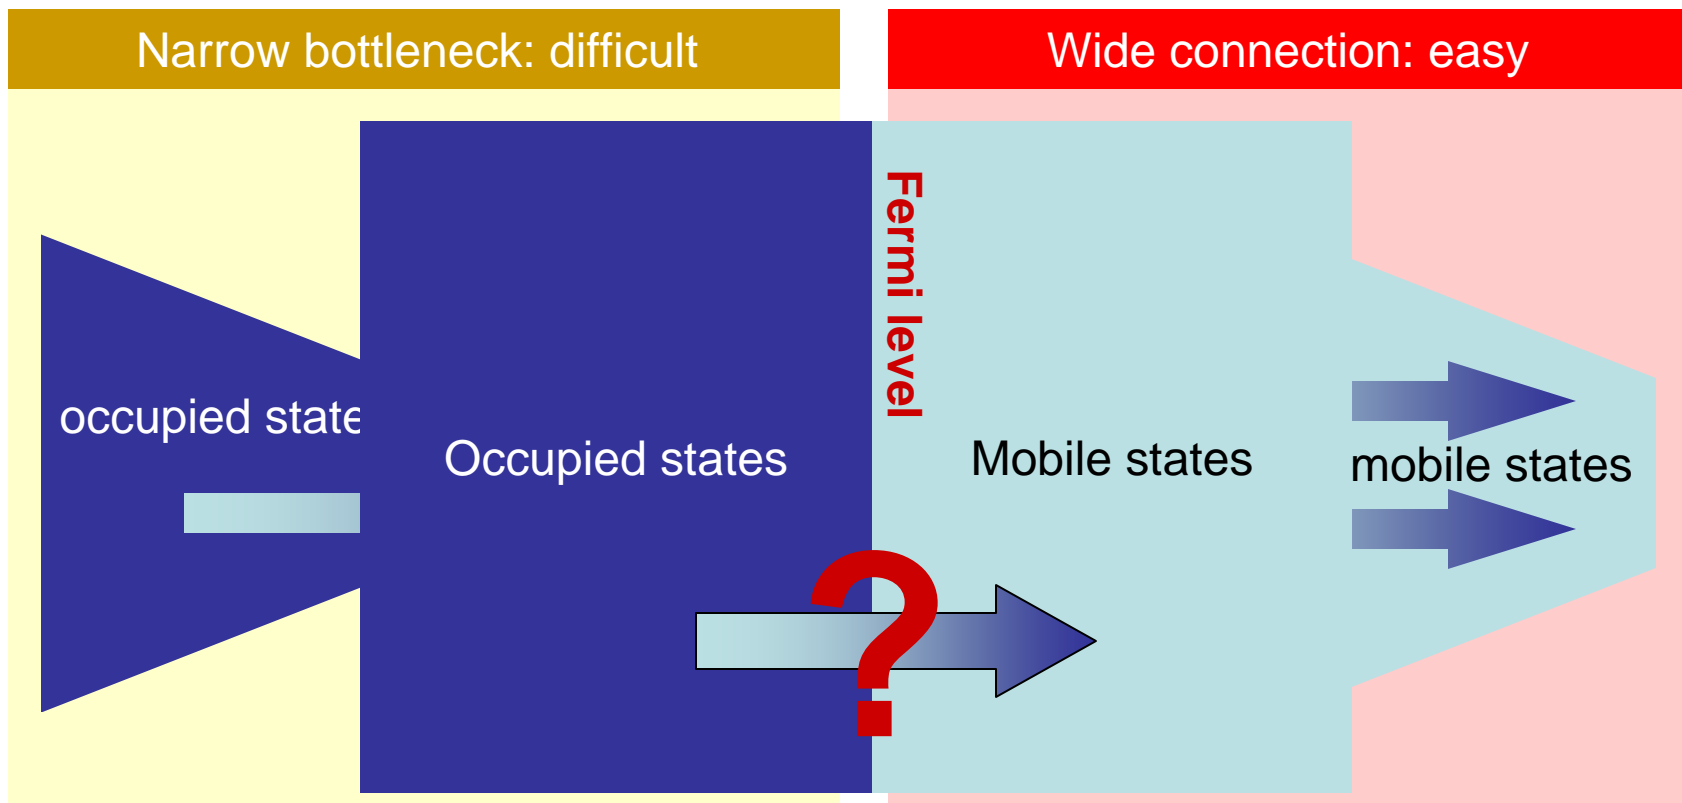 Narrow bottleneck: difficult
Wide connection: easy
Fermi level
occupied state
Occupied states
Mobile states
mobile states
?